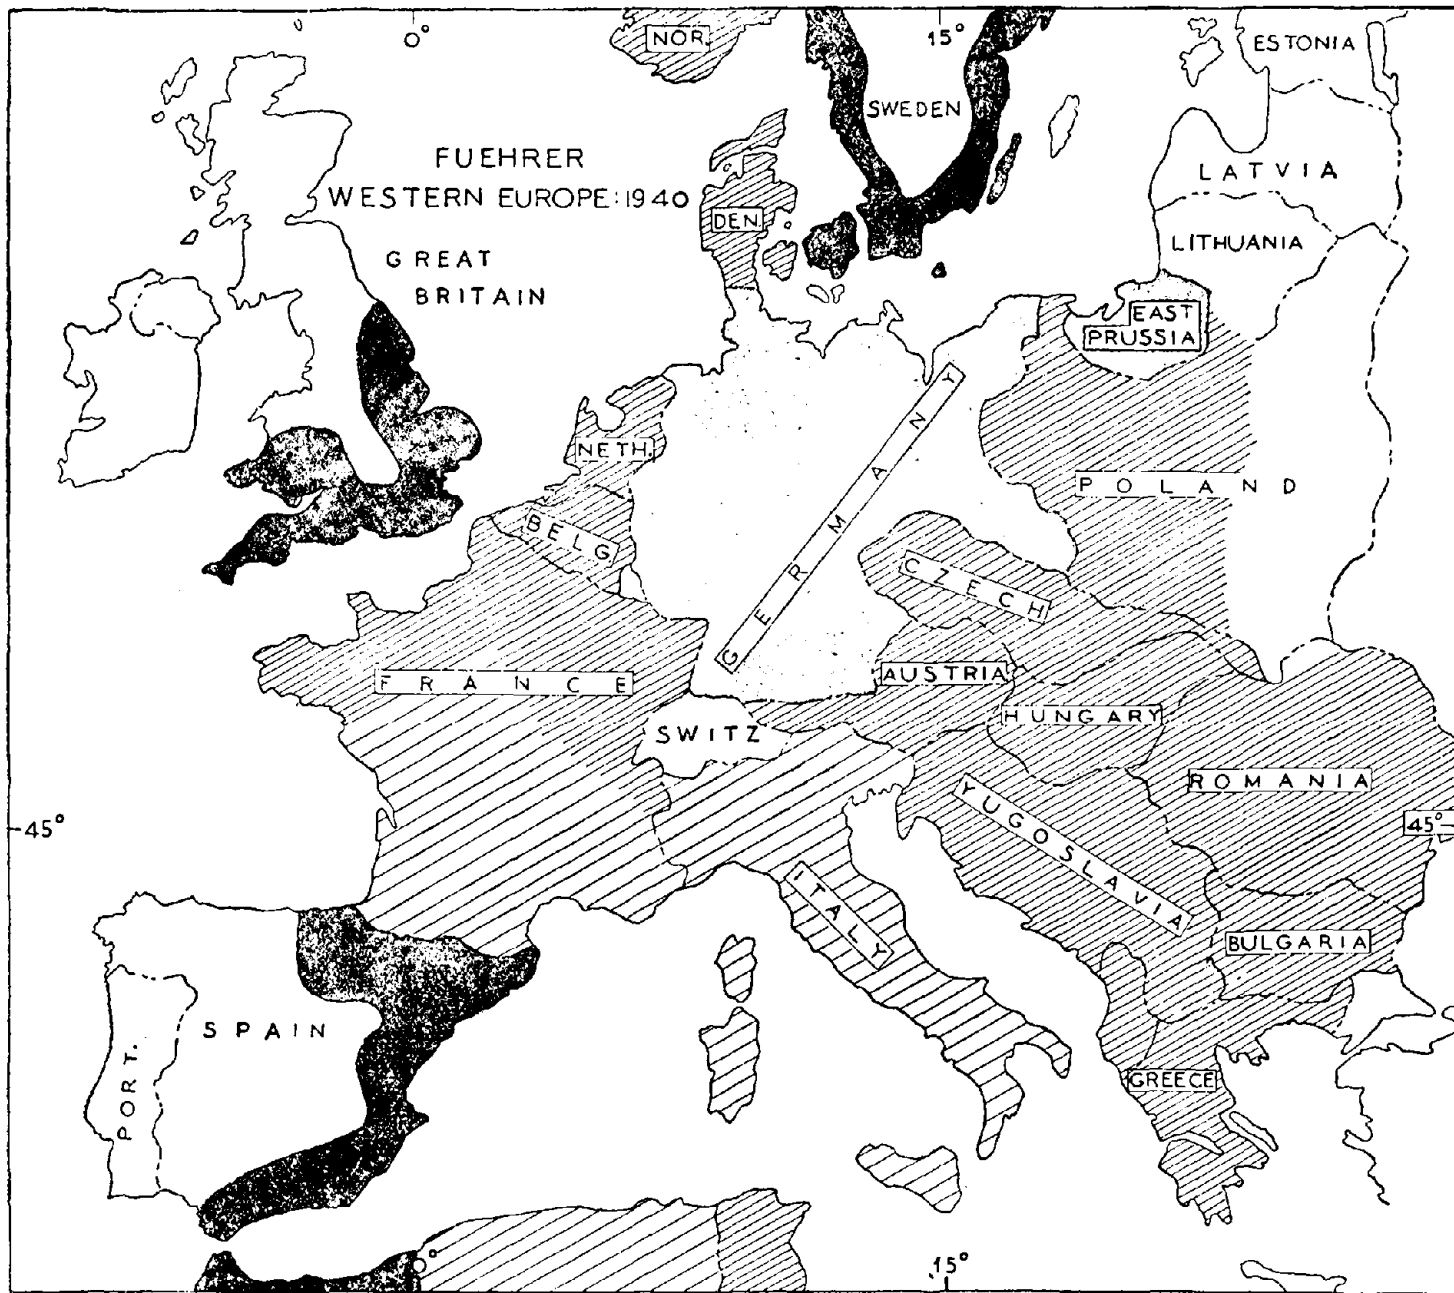 0°
15°
NOR.
ESTONIA
SWEDEN
FUEHRER
WESTERN EUROPE: 1940
LATVIA
DEN.
LITHUANIA
GREAT
BRITAIN
EAST
PRUSSIA
NETH.
POLAND
BELG
GERMANY
CZECH
FRANCE
AUSTRIA
HUNGARY
SWITZ
ROMANIA
YUGOSLAVIA
45°
45°
ITALY
BULGARIA
SPAIN
PORT.
GREECE
0°
15°